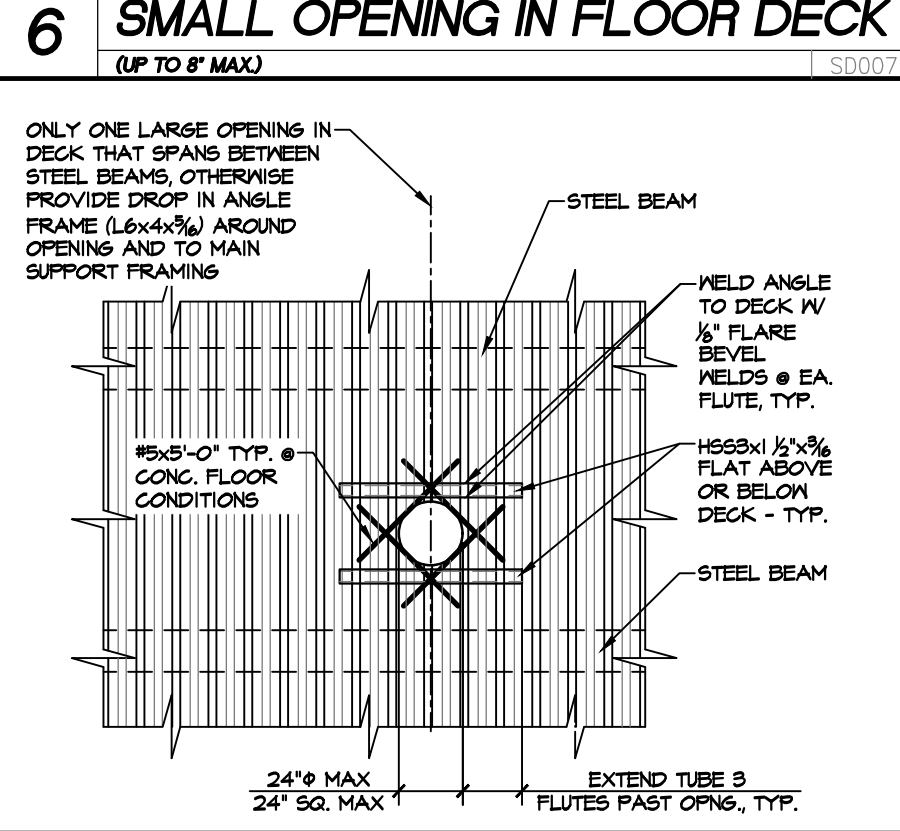 6
SMALL OPENING IN FLOOR DECK
(UP TO 8" MAX.)
SD007
ONLY ONE LARGE OPENING IN
DECK THAT SPANS BETWEEN
STEEL BEAMS, OTHERWISE
PROVIDE DROP IN ANGLE
FRAME (L6x4x5/16) AROUND
OPENING AND TO MAIN
SUPPORT FRAMING
STEEL BEAM
WELD ANGLE
TO DECK W/
1/8" FLARE
BEVEL
WELDS @ EA.
FLUTE, TYP.
#5x5'-0" TYP. @
CONC. FLOOR
CONDITIONS
HSS3x1 1/2"x3/16
FLAT ABOVE
OR BELOW
DECK - TYP.
STEEL BEAM
24"Φ MAX
24" SQ. MAX
EXTEND TUBE 3
FLUTES PAST OPNG., TYP.